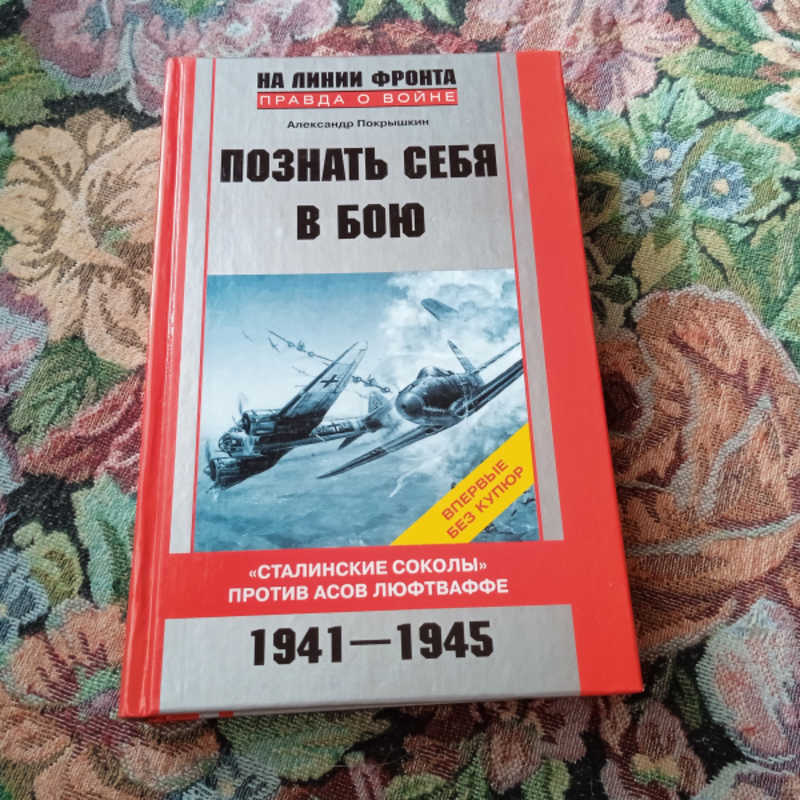 НА ЛИНИИ ФРОНТА
ПРАВДА О ВОЙНЕ
Александр Покрышкин
ПОЗНАТЬ СЕБЯ
В БОЮ
ВПЕРВЫЕ
БЕЗ КУПЮР
«СТАЛИНСКИЕ СОКОЛЫ»
ПРОТИВ АСОВ ЛЮФТВАФФЕ
1941—1945